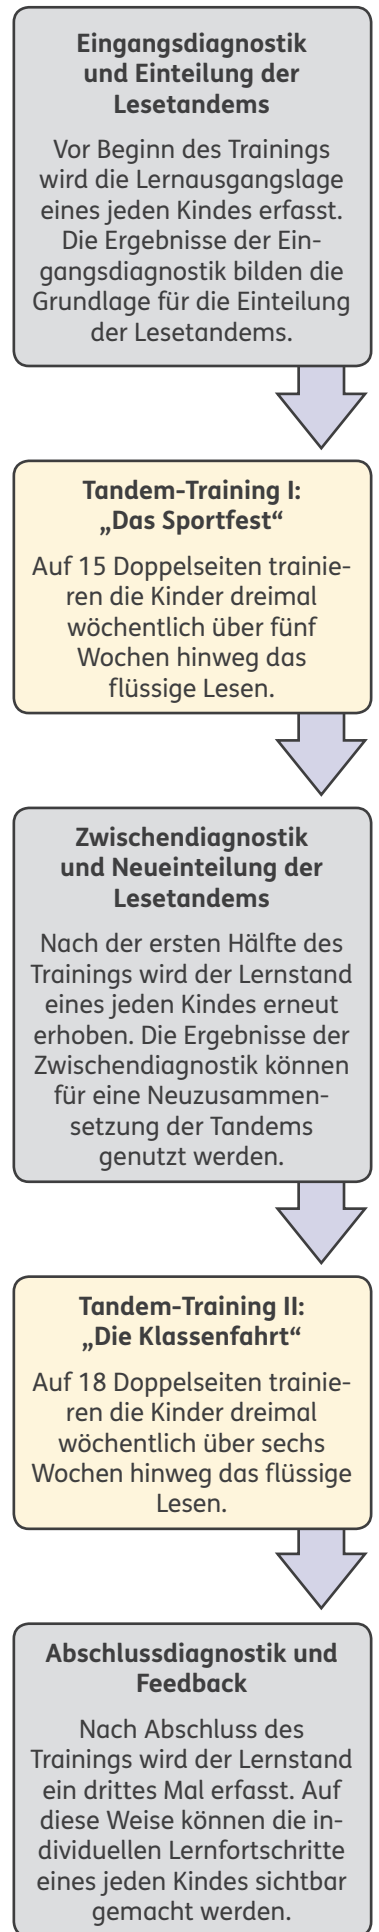 Eingangsdiagnostik
und Einteilung der
Lesetandems
Vor Beginn des Trainings
wird die Lernausgangslage
eines jeden Kindes erfasst.
Die Ergebnisse der Ein-
gangsdiagnostik bilden die
Grundlage für die Einteilung
der Lesetandems.
Tandem-Training I:
„Das Sportfest“
Auf 15 Doppelseiten trainie-
ren die Kinder dreimal
wöchentlich über fünf
Wochen hinweg das
flüssige Lesen.
Zwischendiagnostik
und Neueinteilung der
Lesetandems
Nach der ersten Hälfte des
Trainings wird der Lernstand
eines jeden Kindes erneut
erhoben. Die Ergebnisse der
Zwischendiagnostik können
für eine Neuzusammen-
setzung der Tandems
genutzt werden.
Tandem-Training II:
„Die Klassenfahrt“
Auf 18 Doppelseiten trainie-
ren die Kinder dreimal
wöchentlich über sechs
Wochen hinweg das flüssige
Lesen.
Abschlussdiagnostik und
Feedback
Nach Abschluss des
Trainings wird der Lernstand
ein drittes Mal erfasst. Auf
diese Weise können die in-
dividuellen Lernfortschritte
eines jeden Kindes sichtbar
gemacht werden.